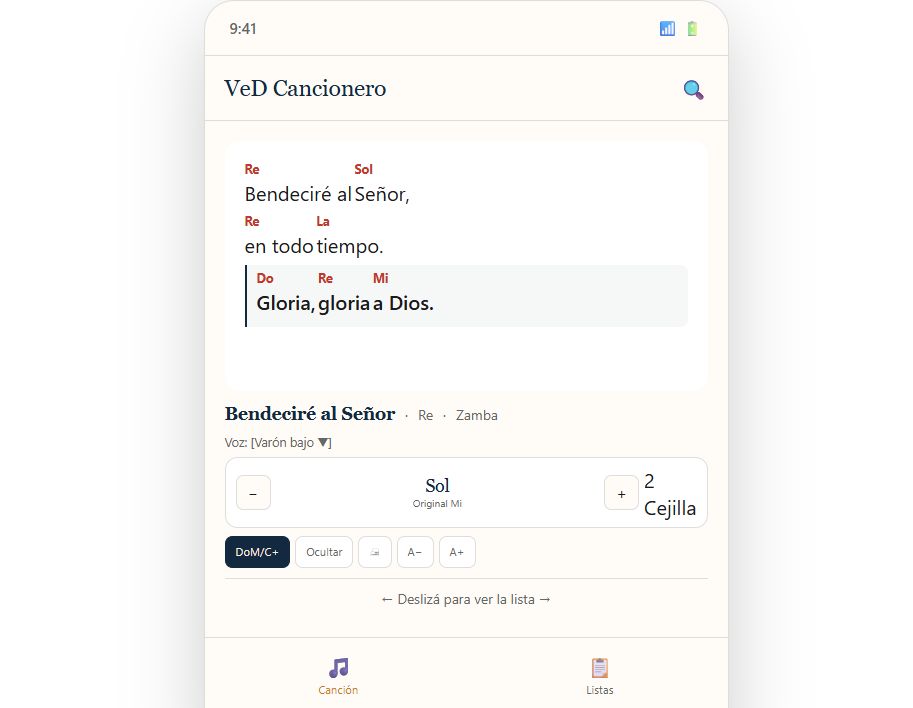 9:41
VeD Cancionero
Re Sol
Bendeciré al Señor,
Re La
en todo tiempo.
Do Re Mi
Gloria, gloria a Dios.
Bendeciré al Señor · Re · Zamba
Voz: [Varón bajo ▼]
− Sol + 2
Original Mi Cejilla
DoM/C+ Ocultar A− A+
← Deslizá para ver la lista →
Canción Listas